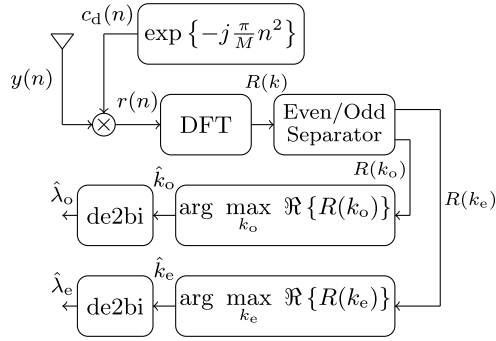 c_d(n)
exp {−j π/M n²}
y(n)
r(n)
DFT
R(k)
Even/Odd
Separator
R(k_o)
R(k_e)
λ̂_o
de2bi
k̂_o
arg max_{k_o} ℜ {R(k_o)}
λ̂_e
de2bi
k̂_e
arg max_{k_e} ℜ {R(k_e)}